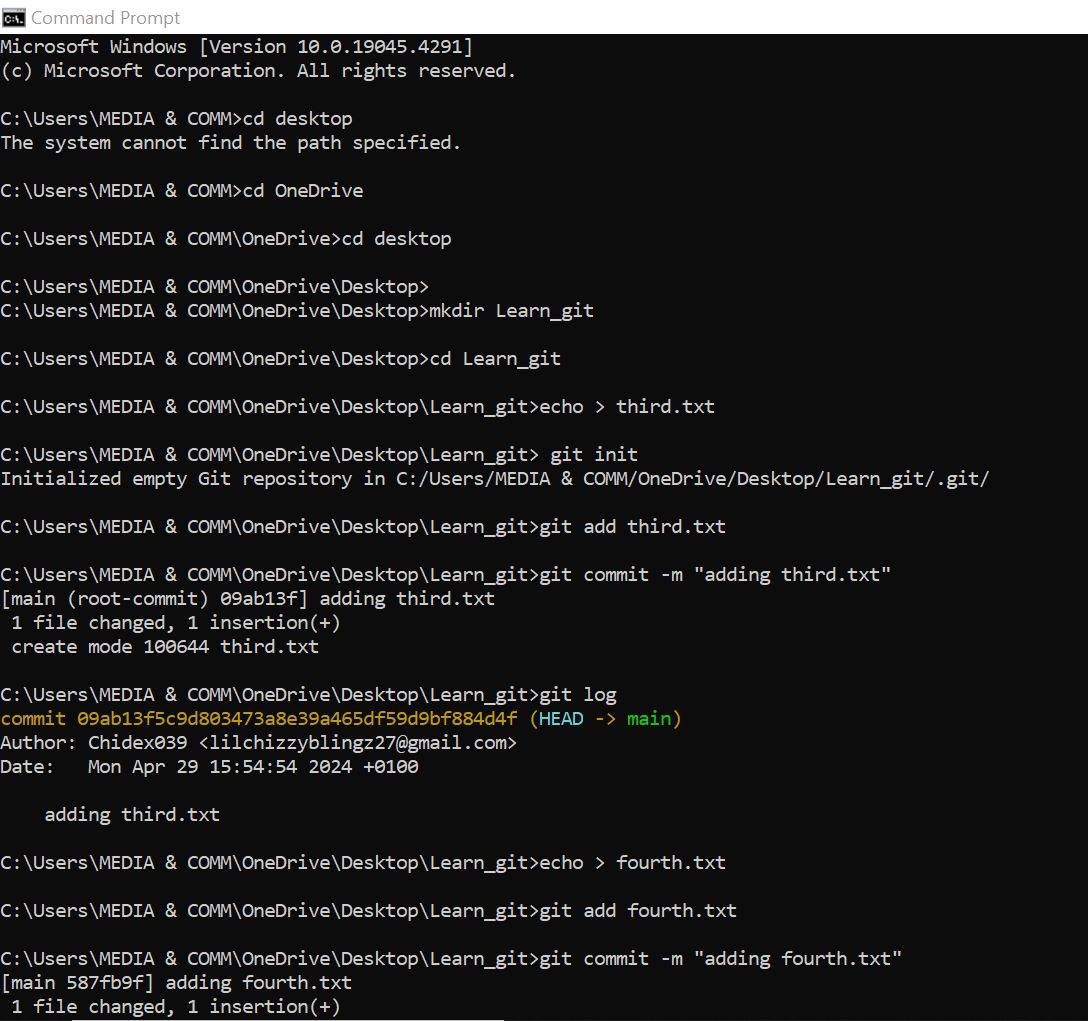 Command Prompt
Microsoft Windows [Version 10.0.19045.4291]
(c) Microsoft Corporation. All rights reserved.
C:\Users\MEDIA & COMM>cd desktop
The system cannot find the path specified.
C:\Users\MEDIA & COMM>cd OneDrive
C:\Users\MEDIA & COMM\OneDrive>cd desktop
C:\Users\MEDIA & COMM\OneDrive\Desktop>
C:\Users\MEDIA & COMM\OneDrive\Desktop>mkdir Learn_git
C:\Users\MEDIA & COMM\OneDrive\Desktop>cd Learn_git
C:\Users\MEDIA & COMM\OneDrive\Desktop\Learn_git>echo > third.txt
C:\Users\MEDIA & COMM\OneDrive\Desktop\Learn_git> git init
Initialized empty Git repository in C:/Users/MEDIA & COMM/OneDrive/Desktop/Learn_git/.git/
C:\Users\MEDIA & COMM\OneDrive\Desktop\Learn_git>git add third.txt
C:\Users\MEDIA & COMM\OneDrive\Desktop\Learn_git>git commit -m "adding third.txt"
[main (root-commit) 09ab13f] adding third.txt
 1 file changed, 1 insertion(+)
 create mode 100644 third.txt
C:\Users\MEDIA & COMM\OneDrive\Desktop\Learn_git>git log
commit 09ab13f5c9d803473a8e39a465df59d9bf884d4f (HEAD -> main)
Author: Chidex039 <lilchizzyblingz27@gmail.com>
Date:   Mon Apr 29 15:54:54 2024 +0100
    adding third.txt
C:\Users\MEDIA & COMM\OneDrive\Desktop\Learn_git>echo > fourth.txt
C:\Users\MEDIA & COMM\OneDrive\Desktop\Learn_git>git add fourth.txt
C:\Users\MEDIA & COMM\OneDrive\Desktop\Learn_git>git commit -m "adding fourth.txt"
[main 587fb9f] adding fourth.txt
 1 file changed, 1 insertion(+)